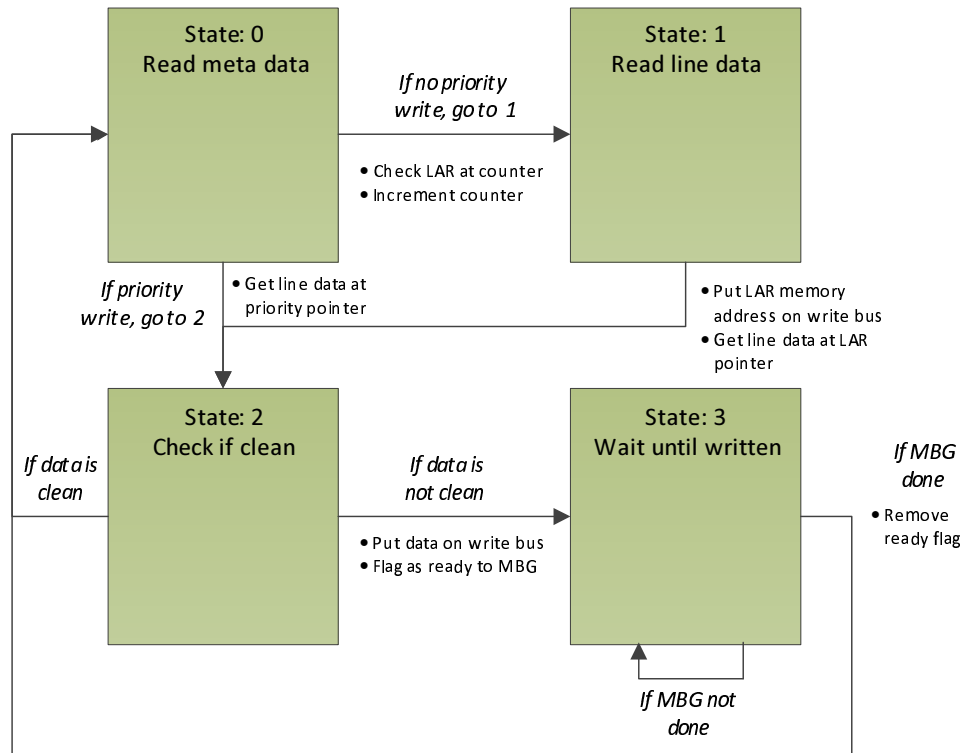 State: 0
Read meta data
If no priority
write, go to 1
• Check LAR at counter
• Increment counter
State: 1
Read line data
If priority
write, go to 2
• Get line data at
priority pointer
• Put LAR memory
address on write bus
• Get line data at LAR
pointer
State: 2
Check if clean
If data is
clean
If data is
not clean
• Put data on write bus
• Flag as ready to MBG
State: 3
Wait until written
If MBG
done
• Remove
ready flag
If MBG not
done